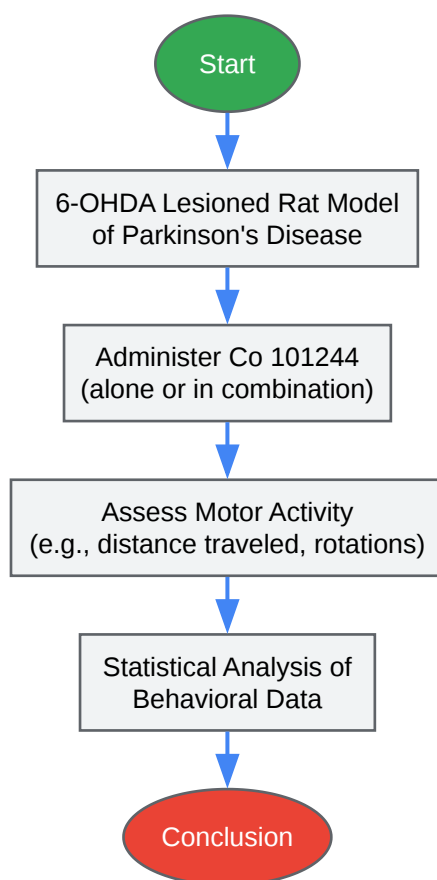 Start
6-OHDA Lesioned Rat Model
of Parkinson's Disease
Administer Co 101244
(alone or in combination)
Assess Motor Activity
(e.g., distance traveled, rotations)
Statistical Analysis of
Behavioral Data
Conclusion